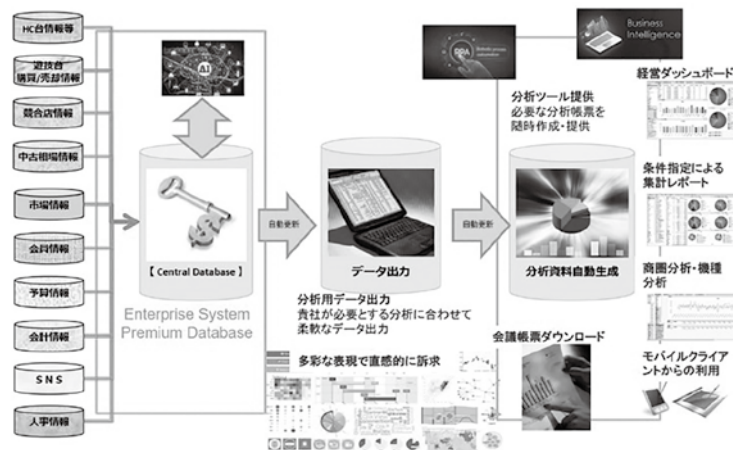 HC台情報等
遊技台
購買/売却情報
競合店情報
中古相場情報
市場情報
会員情報
予算情報
会計情報
SNS
人事情報
AI
【 Central Database 】
Enterprise System
Premium Database
自動更新
データ出力
分析用データ出力
貴社が必要とする分析に合わせて
柔軟なデータ出力
多彩な表現で直感的に訴求
自動更新
RPA
Business
Intelligence
分析ツール提供
必要な分析帳票を
随時作成・提供
分析資料自動生成
会議帳票ダウンロード
経営ダッシュボード
条件指定による
集計レポート
商圏分析・機種
分析
モバイルクライア
ントからの利用